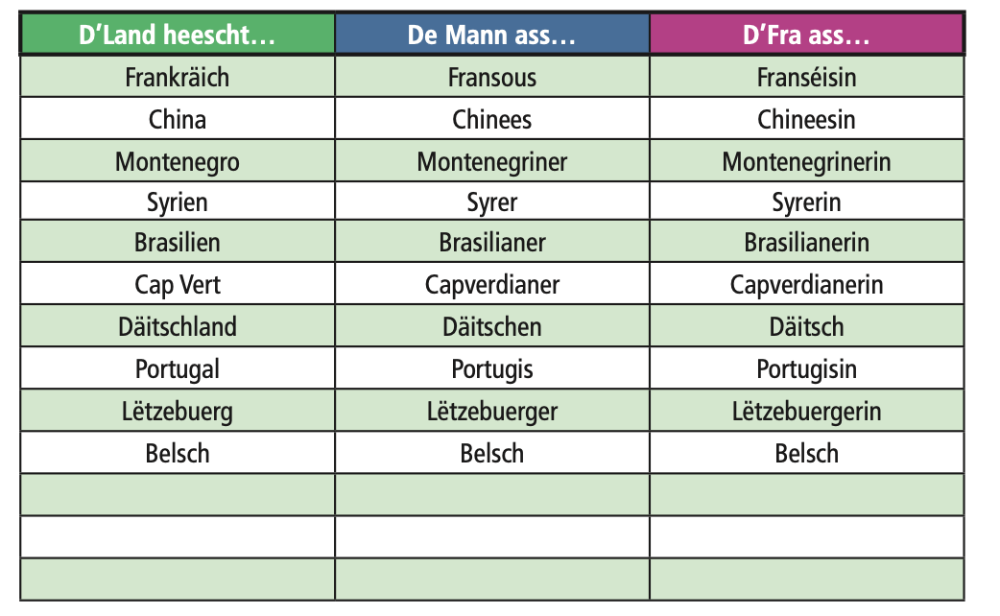 D’Land heescht… De Mann ass… D’Fra ass…
Frankräich Fransous Franséisin
China Chinees Chineesin
Montenegro Montenegriner Montenegrinerin
Syrien Syrer Syrerin
Brasilien Brasilianer Brasilianerin
Cap Vert Capverdianer Capverdianerin
Däitschland Däitschen Däitsch
Portugal Portugis Portugisin
Lëtzebuerg Lëtzebuerger Lëtzebuergerin
Belsch Belsch Belsch